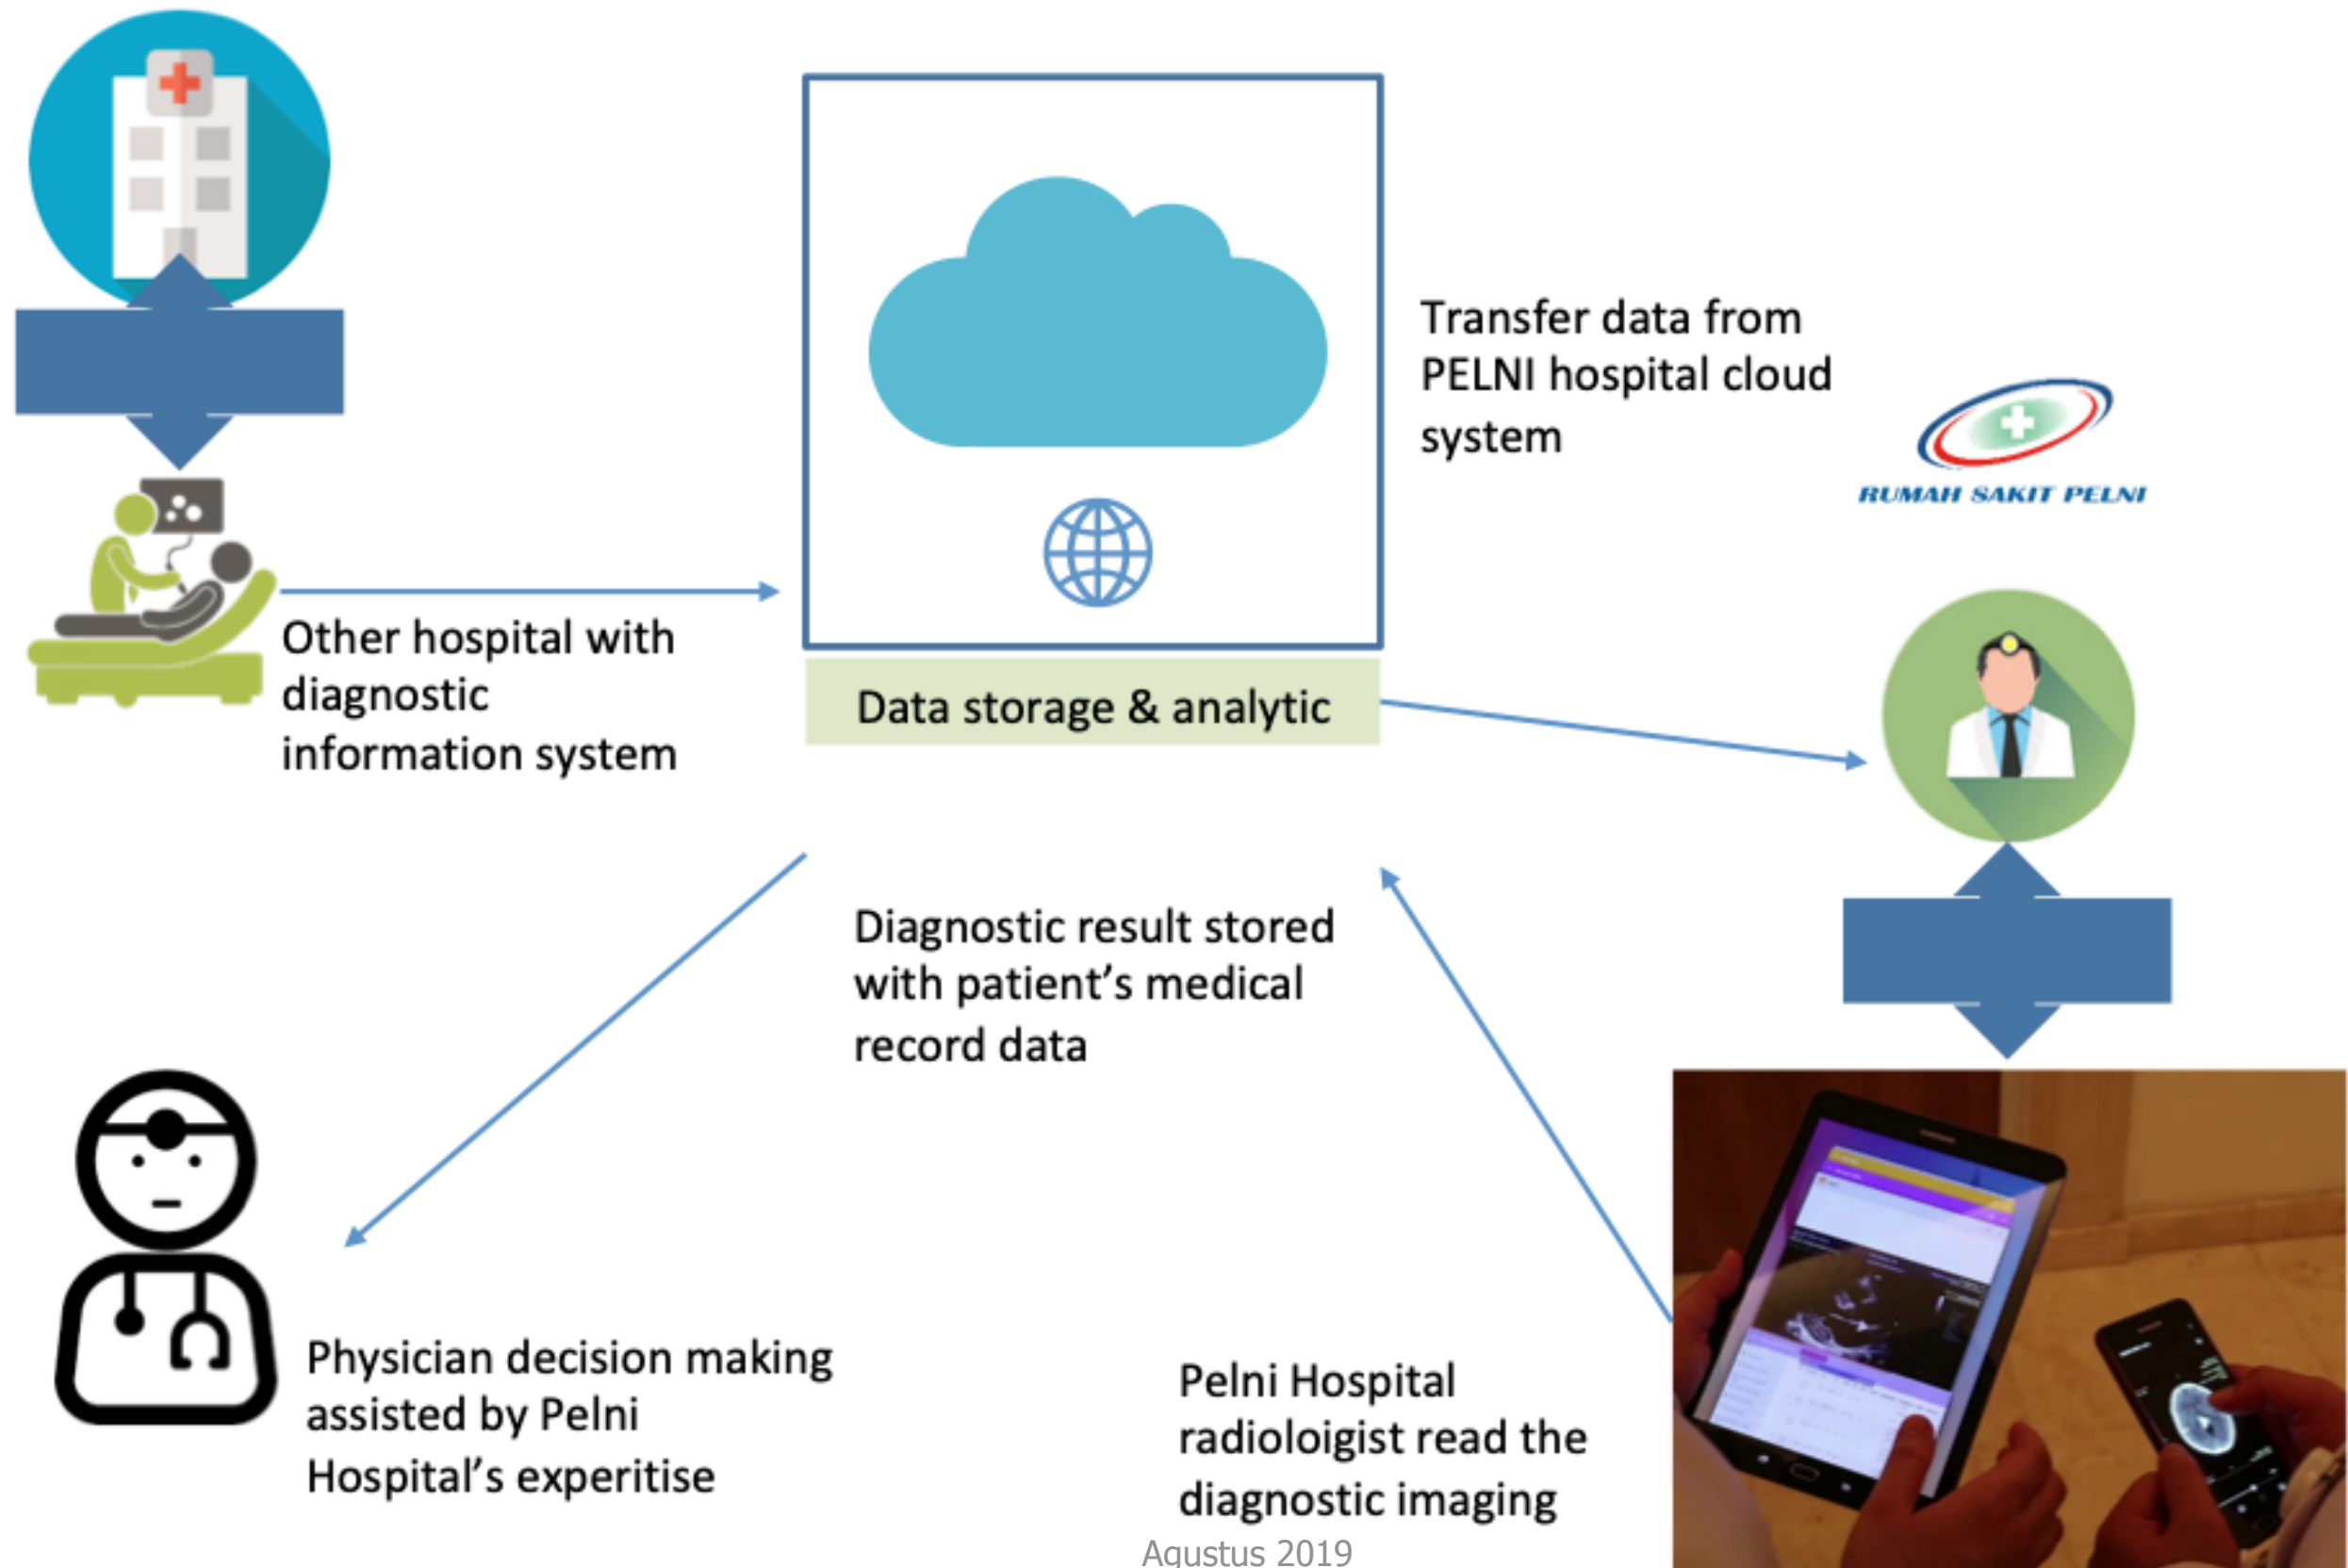 Transfer data from
PELNI hospital cloud
system
RUMAH SAKIT PELNI
Other hospital with
diagnostic
information system
Data storage & analytic
Diagnostic result stored
with patient’s medical
record data
Physician decision making
assisted by Pelni
Hospital’s experitise
Pelni Hospital
radioloigist read the
diagnostic imaging
Agustus 2019